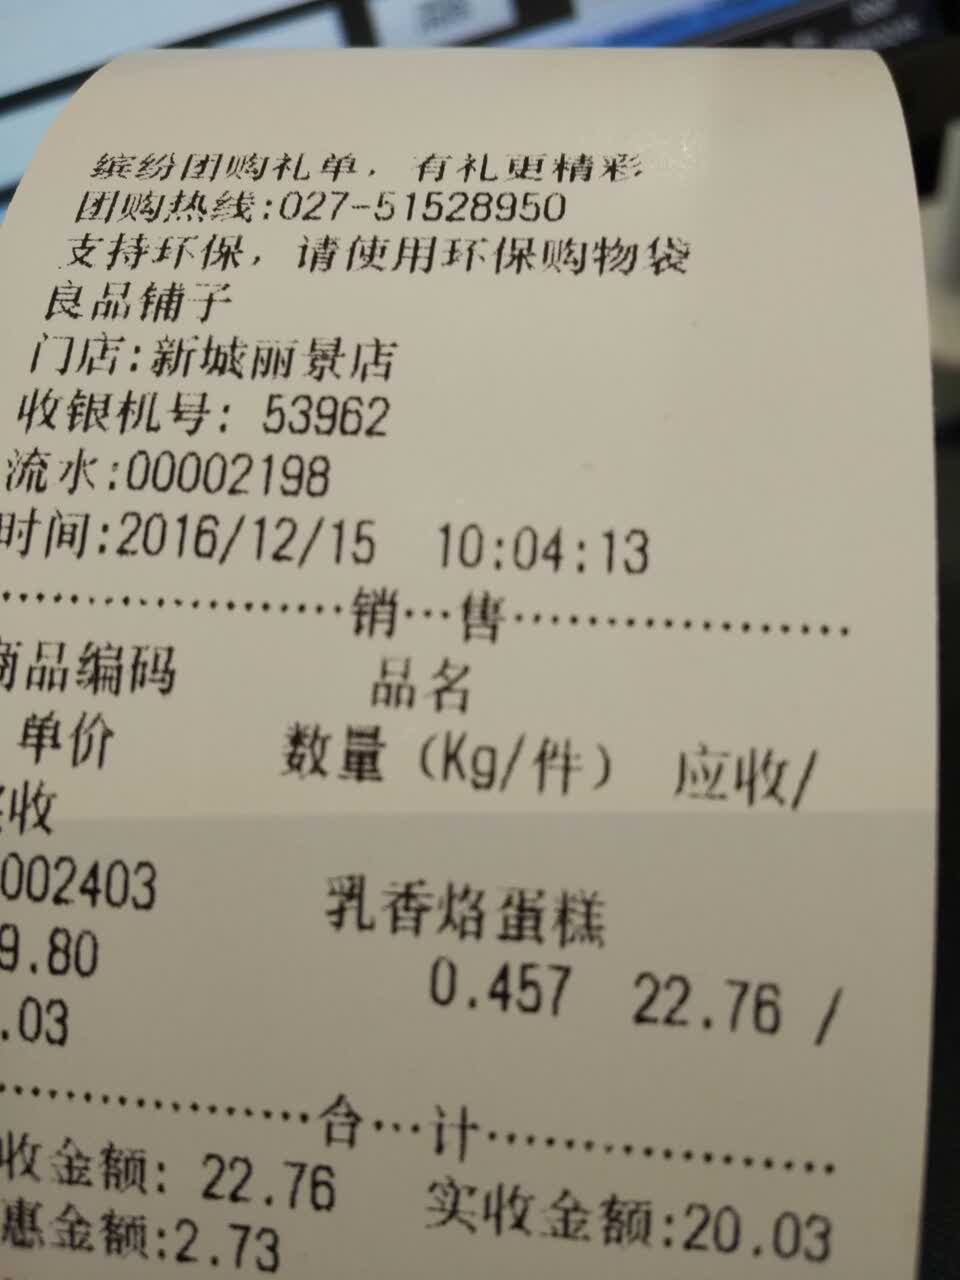 缤纷团购礼单，有礼更精彩
团购热线:027-51528950
支持环保，请使用环保购物袋
良品铺子
门店:新城丽景店
收银机号: 53962
流水:00002198
时间:2016/12/15 10:04:13
销…售
商品编码 品名
单价 数量（Kg/件） 应收/
实收
002403 乳香焰蛋糕
9.80 0.457 22.76 /
.03
合…计
收金额: 22.76 实收金额:20.03
惠金额:2.73